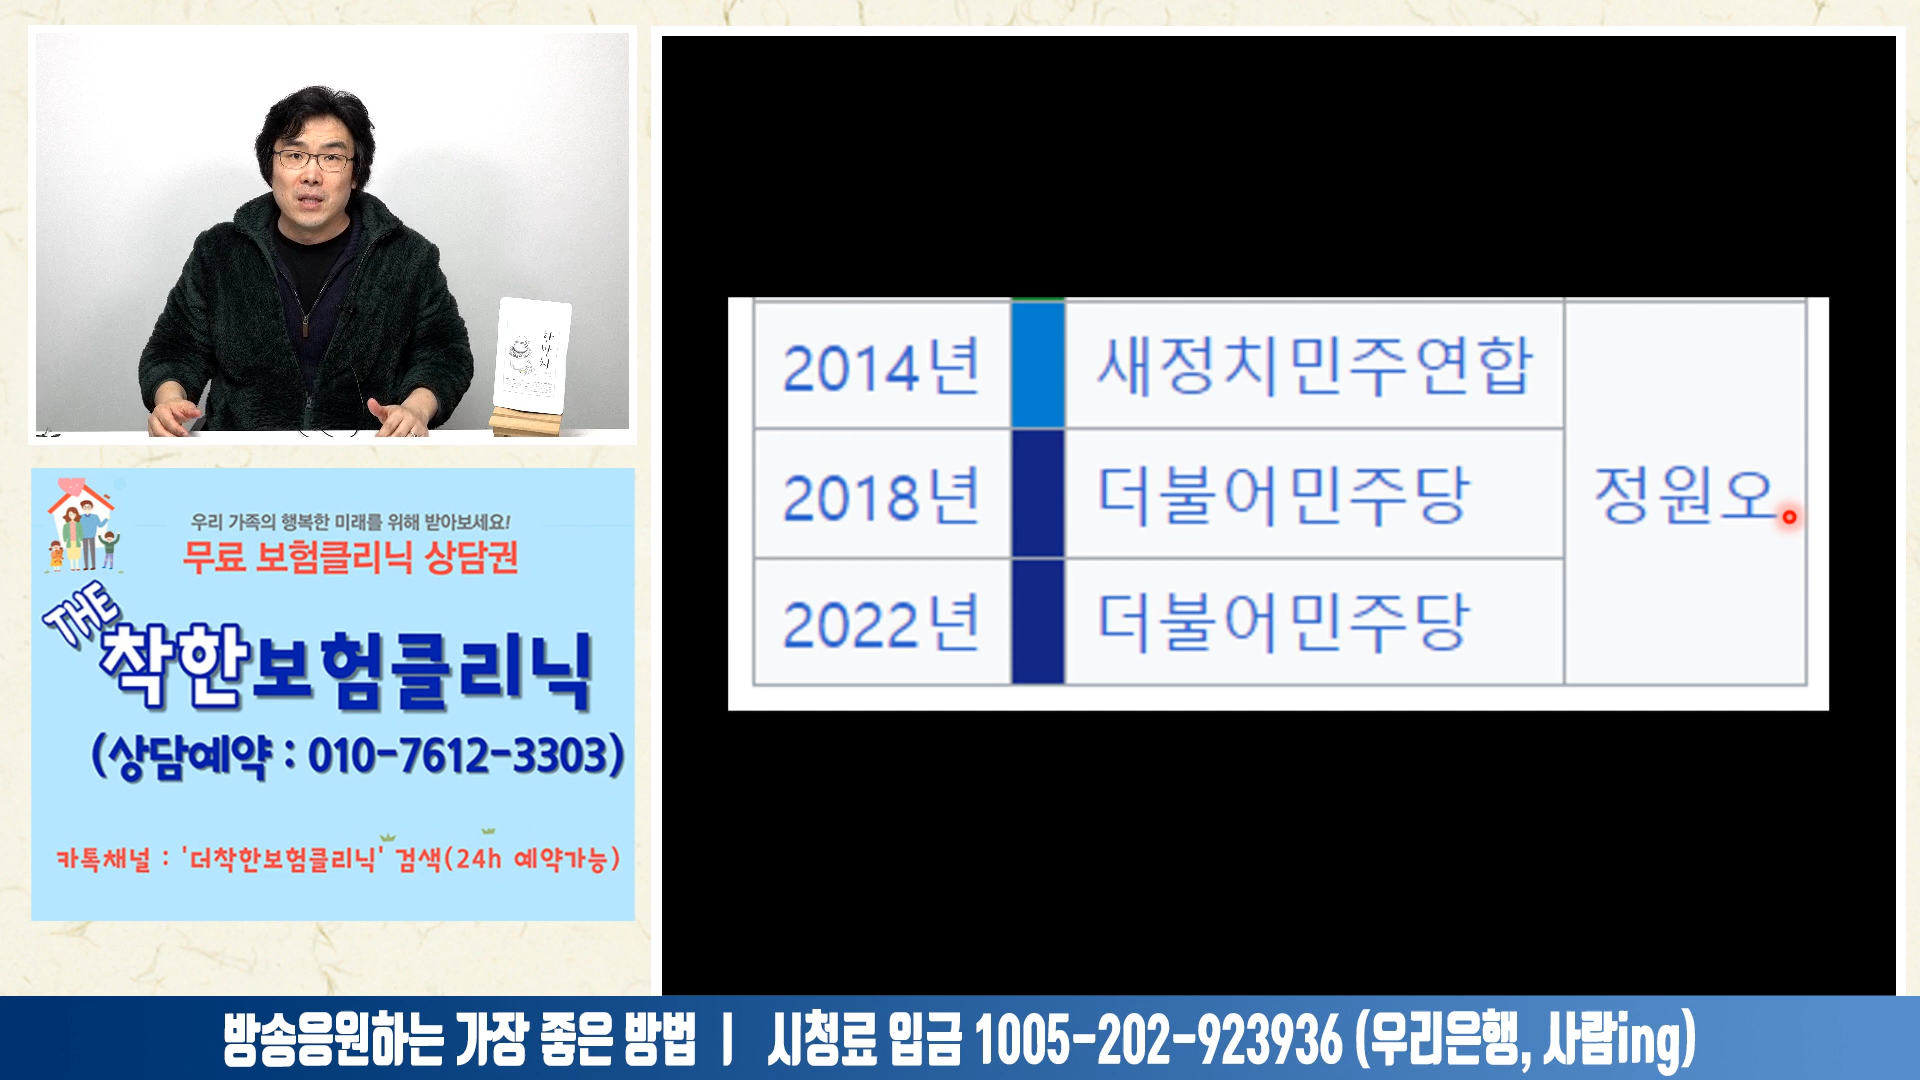 하바시
우리 가족의 행복한 미래를 위해 받아보세요!
무료 보험클리닉 상담권
THE
착한보험클리닉
(상담예약 : 010-7612-3303)
카톡채널 : '더착한보험클리닉' 검색(24h 예약가능)
2014년 새정치민주연합
2018년 더불어민주당 정원오
2022년 더불어민주당
방송응원하는 가장 좋은 방법 ㅣ 시청료 입금 1005-202-923936 (우리은행, 사람ing)